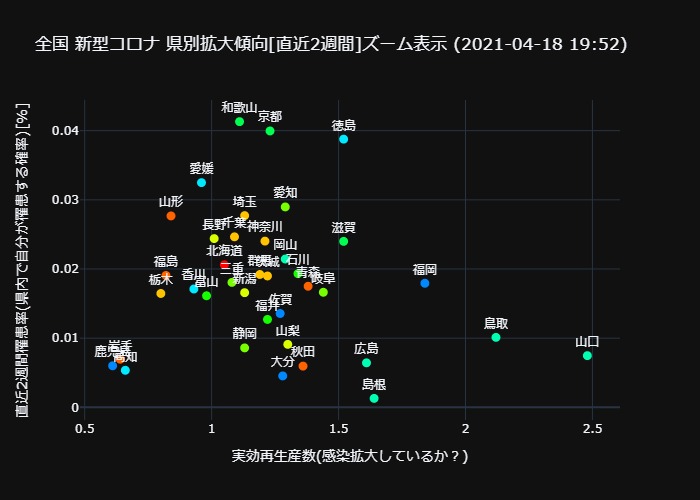 全国 新型コロナ 県別拡大傾向[直近2週間]ズーム表示 (2021-04-18 19:52)
直近2週間罹患率(県内で自分が罹患する確率)[%]
0.04
0.03
0.02
0.01
0
和歌山
京都
徳島
愛媛
愛知
山形
埼玉
長野
千葉
神奈川
滋賀
岡山
北海道
石川
福島
三重
群馬
茨城
青森
栃木
香川
富山
新潟
岐阜
福岡
佐賀
福井
静岡
山梨
鳥取
岩手
鹿児島
高知
秋田
大分
広島
山口
島根
0.5
1
1.5
2
2.5
実効再生産数(感染拡大しているか？)